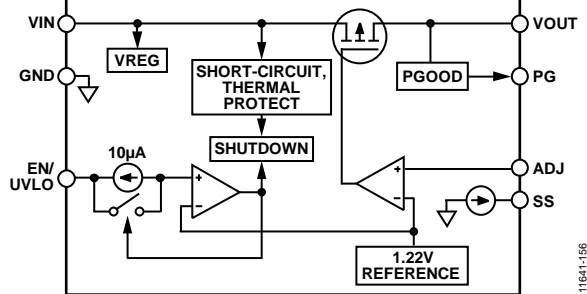 VIN
VOUT
VREG
GND
SHORT-CIRCUIT,
THERMAL
PROTECT
PGOOD
PG
SHUTDOWN
10µA
EN/
UVLO
+
−
+
−
ADJ
SS
1.22V
REFERENCE
11641-156